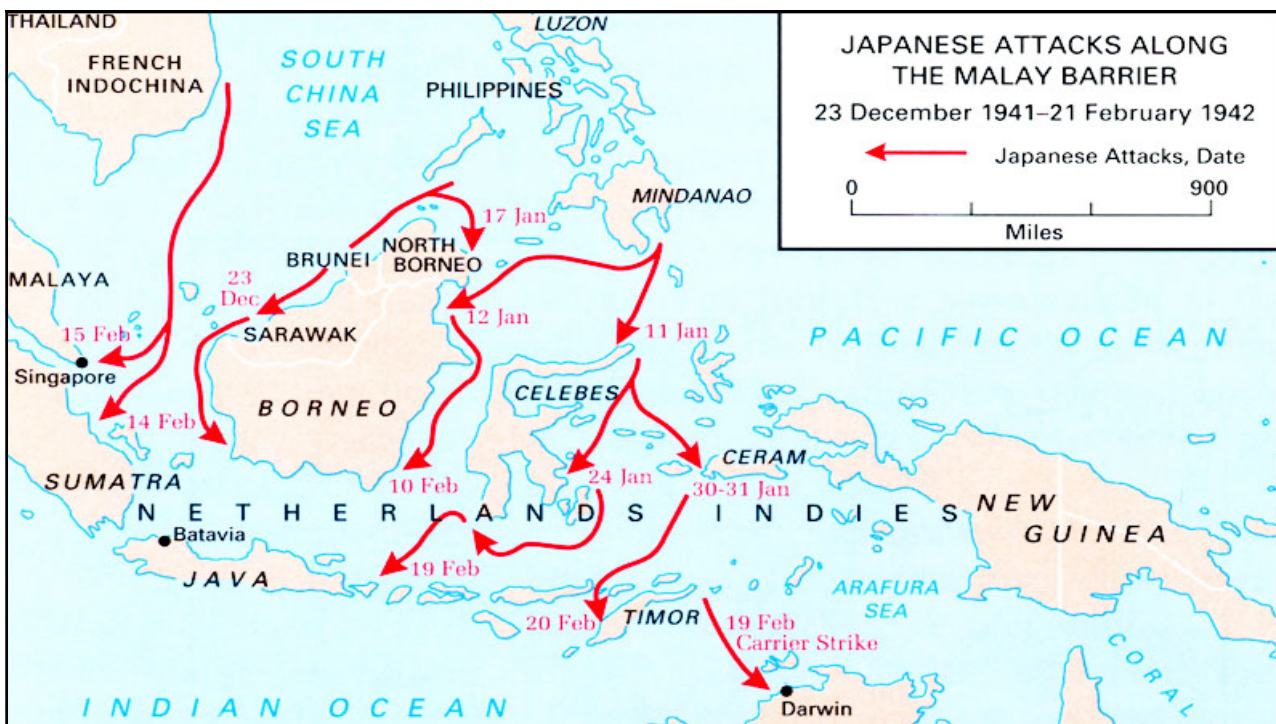 THAILAND
FRENCH
INDOCHINA
SOUTH
CHINA
SEA
LUZON
PHILIPPINES
MINDANAO
JAPANESE ATTACKS ALONG
THE MALAY BARRIER
23 December 1941–21 February 1942
Japanese Attacks, Date
0 900
Miles
17 Jan
NORTH
BORNEO
BRUNEI
MALAYA
23
Dec
12 Jan
11 Jan
PACIFIC OCEAN
15 Feb
SARAWAK
Singapore
CELEBES
BORNEO
14 Feb
CERAM
SUMATRA
10 Feb
24 Jan
30-31 Jan
NETHERLANDS INDIES
NEW
GUINEA
Batavia
JAVA
19 Feb
ARAFURA
SEA
20 Feb
TIMOR
19 Feb
Carrier Strike
CORAL
INDIAN OCEAN
Darwin